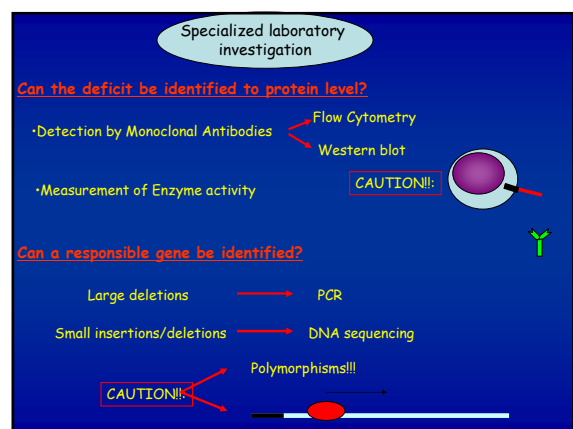 Specialized laboratory
investigation
Can the deficit be identified to protein level?
•Detection by Monoclonal Antibodies
Flow Cytometry
Western blot
•Measurement of Enzyme activity
CAUTION!!:
Can a responsible gene be identified?
Large deletions
PCR
Small insertions/deletions
DNA sequencing
Polymorphisms!!!
CAUTION!!: